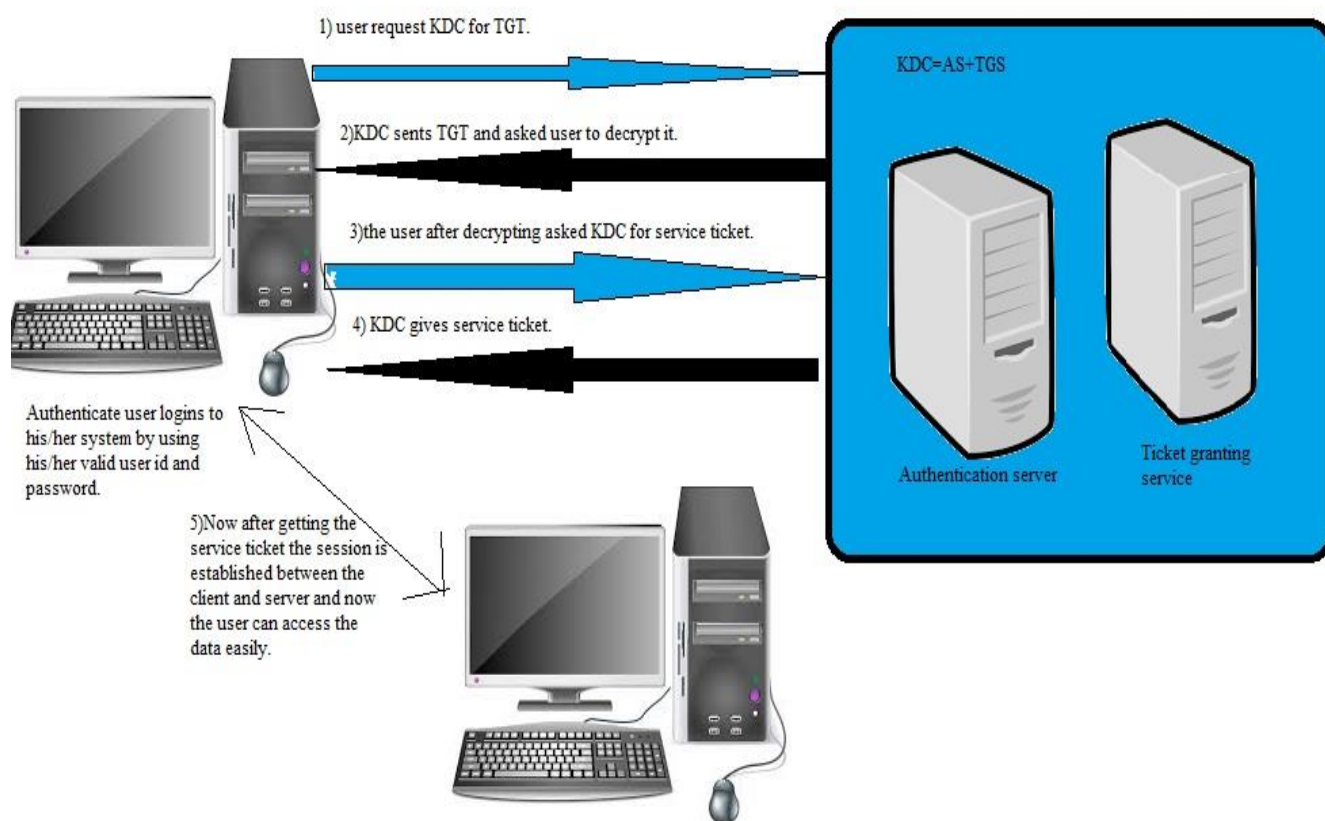 1) user request KDC for TGT.
KDC=AS+TGS
2)KDC sents TGT and asked user to decrypt it.
3)the user after decrypting asked KDC for service ticket.
4) KDC gives service ticket.
Authenticate user logins to
his/her system by using
his/her valid user id and
password.
Authentication server
Ticket granting
service
5)Now after getting the
service ticket the session is
established between the
client and server and now
the user can access the
data easily.